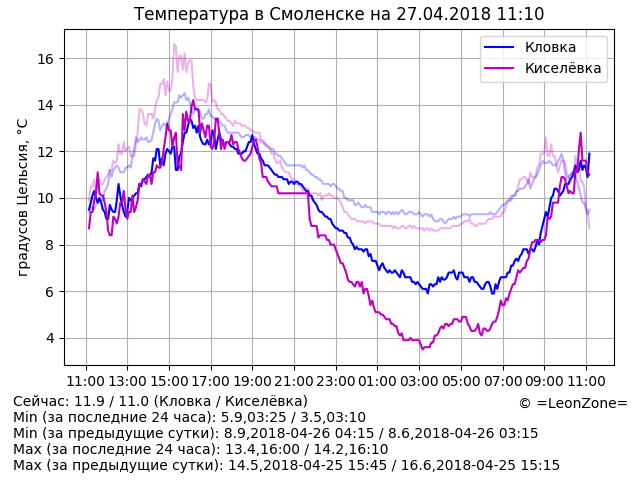 Температура в Смоленске на 27.04.2018 11:10
Кловка
Киселёвка
градусов Цельсия, °C
16
14
12
10
8
6
4
11:00 13:00 15:00 17:00 19:00 21:00 23:00 01:00 03:00 05:00 07:00 09:00 11:00
Сейчас: 11.9 / 11.0 (Кловка / Киселёвка)
© =LeonZone=
Min (за последние 24 часа): 5.9,03:25 / 3.5,03:10
Min (за предыдущие сутки): 8.9,2018-04-26 04:15 / 8.6,2018-04-26 03:15
Max (за последние 24 часа): 13.4,16:00 / 14.2,16:10
Max (за предыдущие сутки): 14.5,2018-04-25 15:45 / 16.6,2018-04-25 15:15